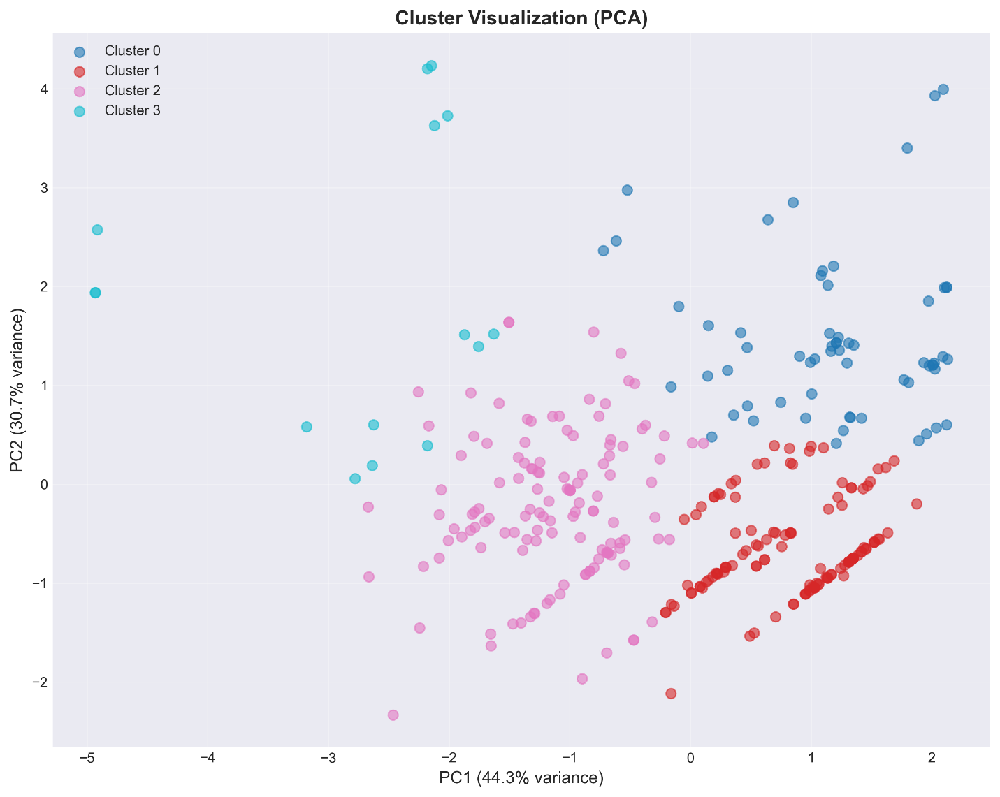 Cluster Visualization (PCA)
Cluster 0
Cluster 1
Cluster 2
Cluster 3
4
3
2
1
0
−1
−2
PC2 (30.7% variance)
−5 −4 −3 −2 −1 0 1 2
PC1 (44.3% variance)